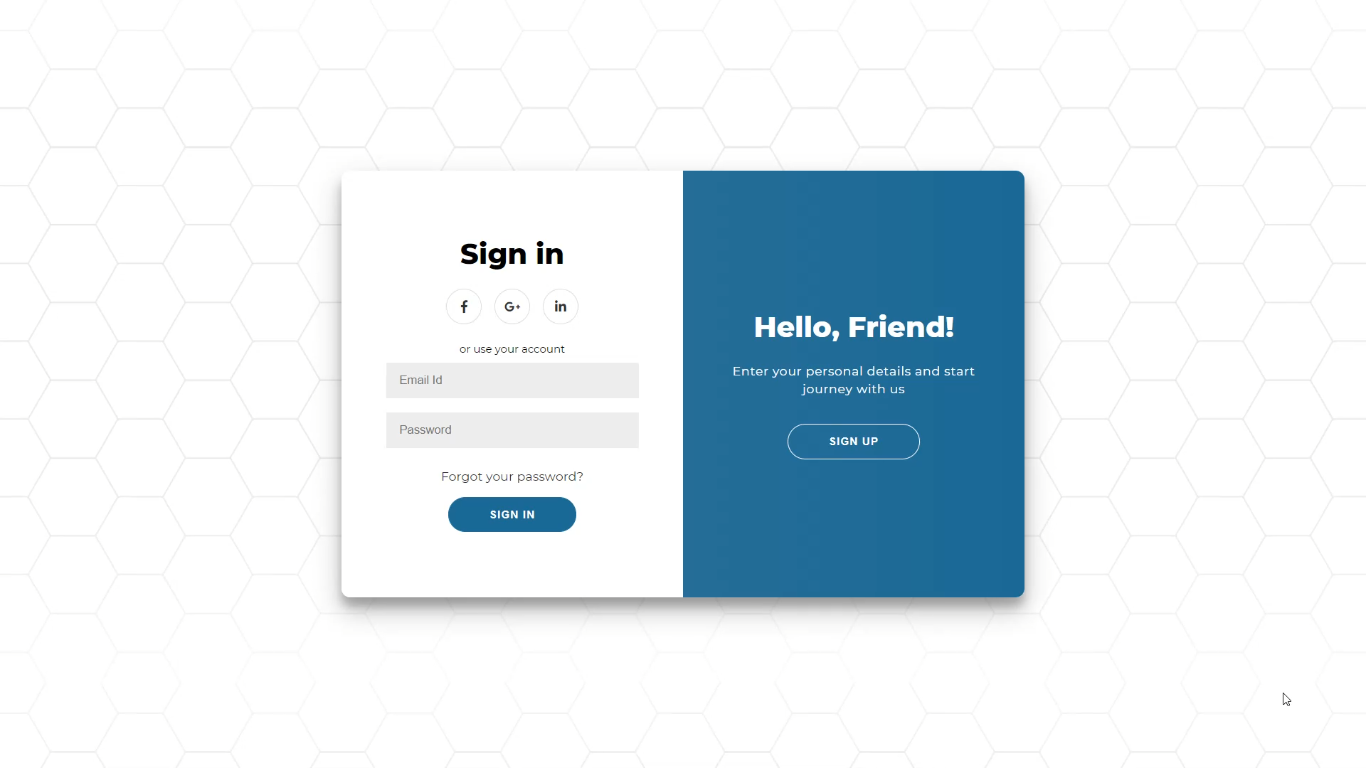 Sign in
f
G+
in
or use your account
Email Id
Password
Forgot your password?
SIGN IN
Hello, Friend!
Enter your personal details and start
journey with us
SIGN UP